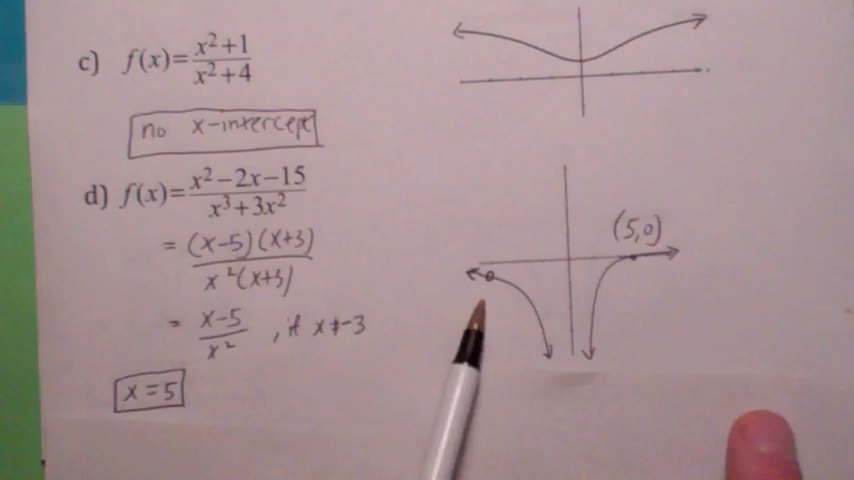 c) f(x)=x²+1/x²+4
no x-intercept
d) f(x)=x²-2x-15/x³+3x²
= (x-5)(x+3)/x²(x+3)
= x-5/x² , if x≠-3
x=5
(5,0)